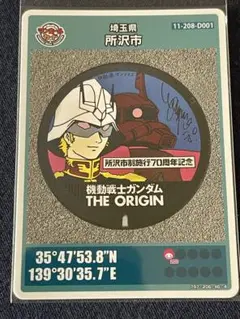 埼玉県
所沢市
11-208-D001
所沢市制施行70周年記念
機動戦士ガンダム
THE ORIGIN
35°47'53.8"N
139°30'35.7"E